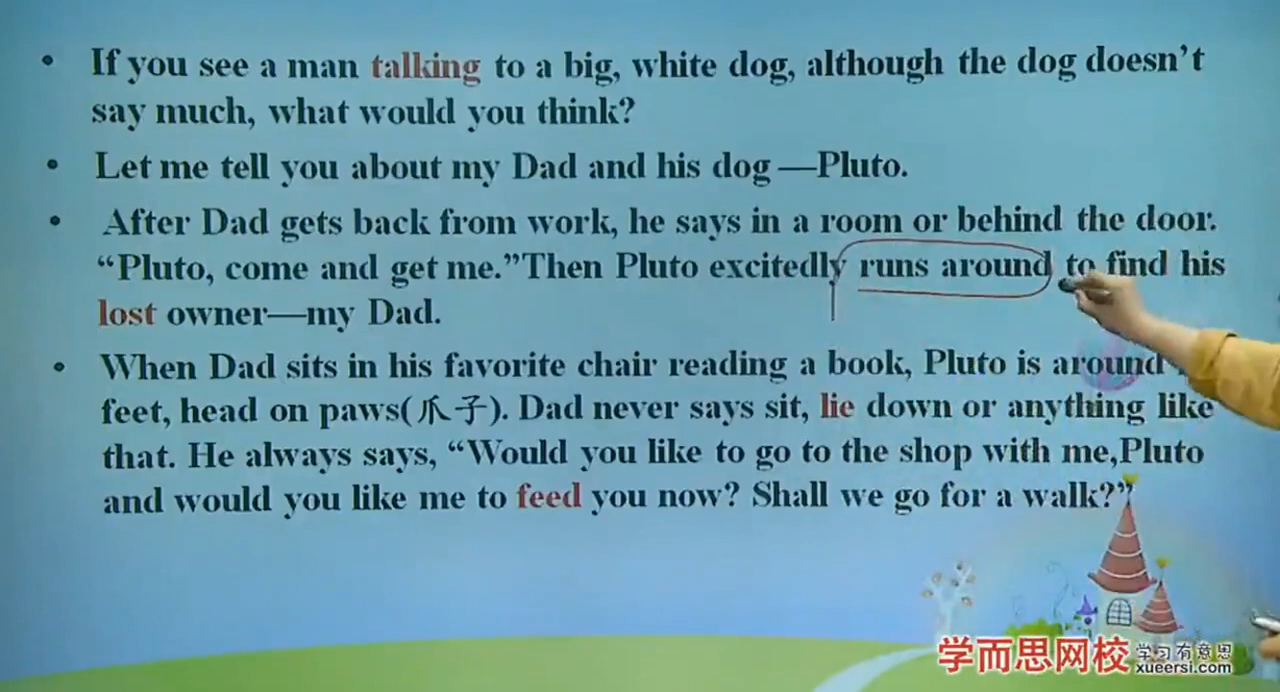 • If you see a man talking to a big, white dog, although the dog doesn't
say much, what would you think?
• Let me tell you about my Dad and his dog—Pluto.
• After Dad gets back from work, he says in a room or behind the door.
“Pluto, come and get me.”Then Pluto excitedly runs around to find his
lost owner—my Dad.
• When Dad sits in his favorite chair reading a book, Pluto is around
feet, head on paws(爪子). Dad never says sit, lie down or anything like
that. He always says, “Would you like to go to the shop with me,Pluto
and would you like me to feed you now? Shall we go for a walk?”
学而思网校 学习有意思
xueersi.com